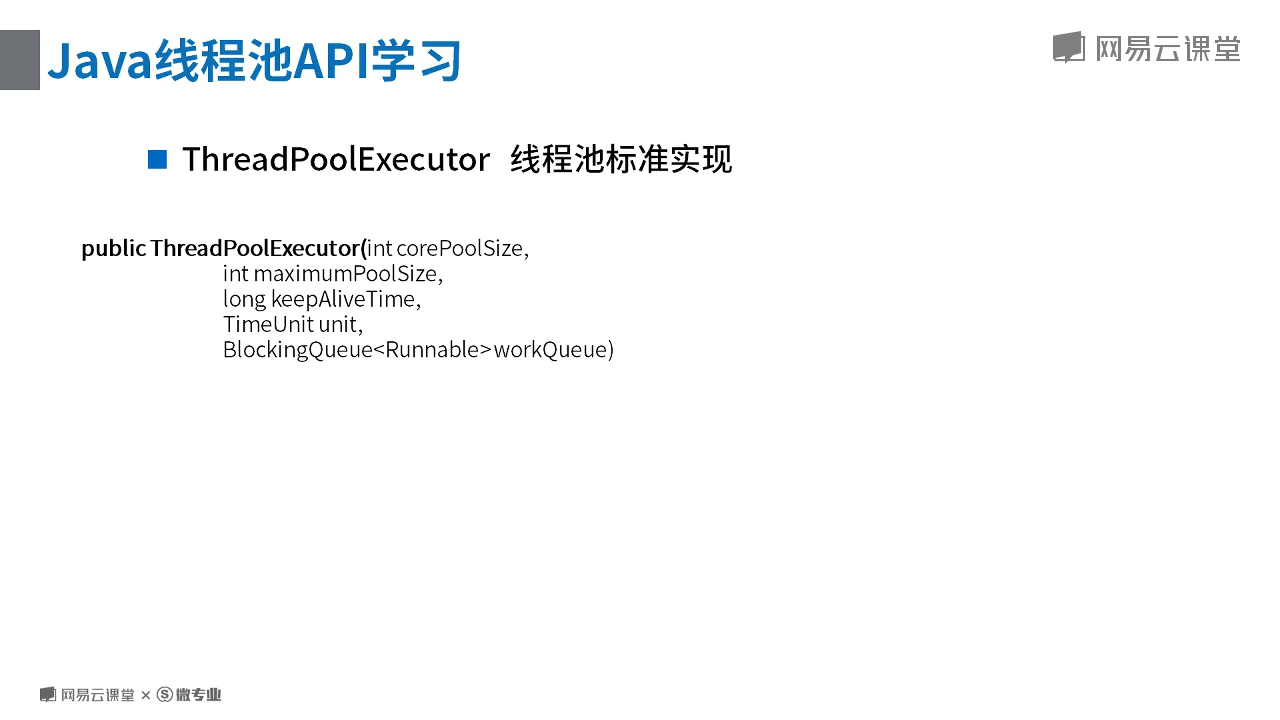 Java线程池API学习
网易云课堂
ThreadPoolExecutor 线程池标准实现
public ThreadPoolExecutor(int corePoolSize,
int maximumPoolSize,
long keepAliveTime,
TimeUnit unit,
BlockingQueue<Runnable> workQueue)
网易云课堂 × Ⓢ 微专业